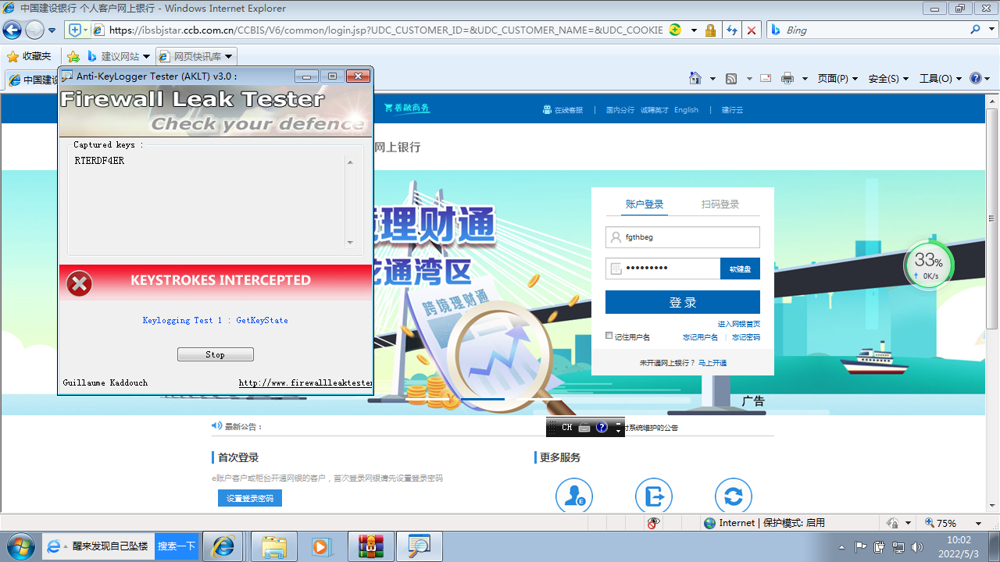 中国建设银行 个人客户网上银行 - Windows Internet Explorer
https://ibsbjstar.ccb.com.cn/CCBIS/V6/common/login.jsp?UDC_CUSTOMER_ID=&UDC_CUSTOMER_NAME=&UDC_COOKIE
Bing
收藏夹
建议网站
网页快讯库
中国建设
页面(P)
安全(S)
工具(O)
Anti-KeyLogger Tester (AKLT) v3.0 :
Firewall Leak Tester
Check your defence
Captured keys :
RTERDF4ER
KEYSTROKES INTERCEPTED
Keylogging Test 1 : GetKeyState
Stop
Guillaume Kaddouch
http://www.firewallleaktester
善融商务
在线客服 | 国内分行 诚聘英才 English | 建行云
网上银行
理财通
通湾区
跨境理财通
账户登录
扫码登录
fgthbeg
•••••••••
软键盘
登 录
进入网银首页
记住用户名
忘记用户名 | 忘记密码
未开通网上银行？ 马上开通
33%
0K/s
广告
最新公告：
CH
对系统维护的公告
首次登录
e账户客户或柜台开通网银的客户，首次登录网银请先设置登录密码
设置登录密码
更多服务
Internet | 保护模式: 启用
75%
醒来发现自己坠楼
搜索一下
10:02
2022/5/3